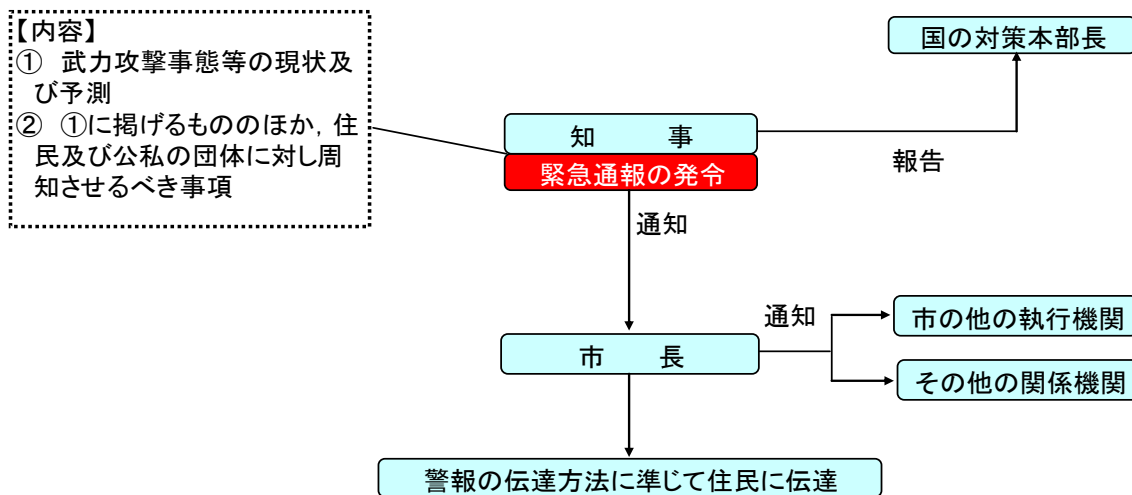 【内容】
① 武力攻撃事態等の現状及
び予測
② ①に掲げるもののほか，住
民及び公私の団体に対し周
知させるべき事項
国の対策本部長
知　　事
緊急通報の発令
報告
通知
通知
市　　長
市の他の執行機関
その他の関係機関
警報の伝達方法に準じて住民に伝達